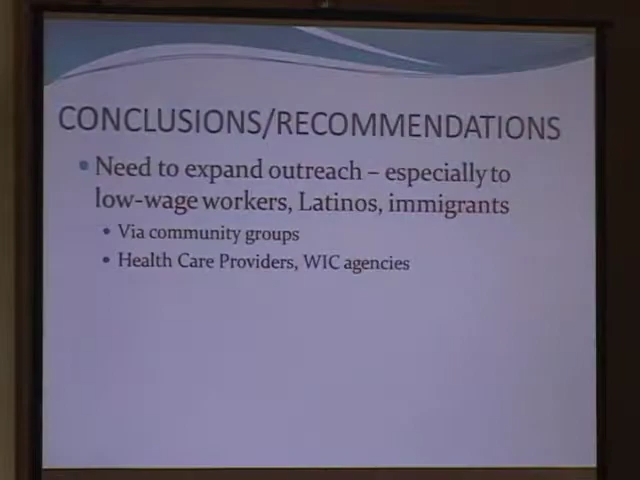 CONCLUSIONS/RECOMMENDATIONS
• Need to expand outreach – especially to
low-wage workers, Latinos, immigrants
• Via community groups
• Health Care Providers, WIC agencies